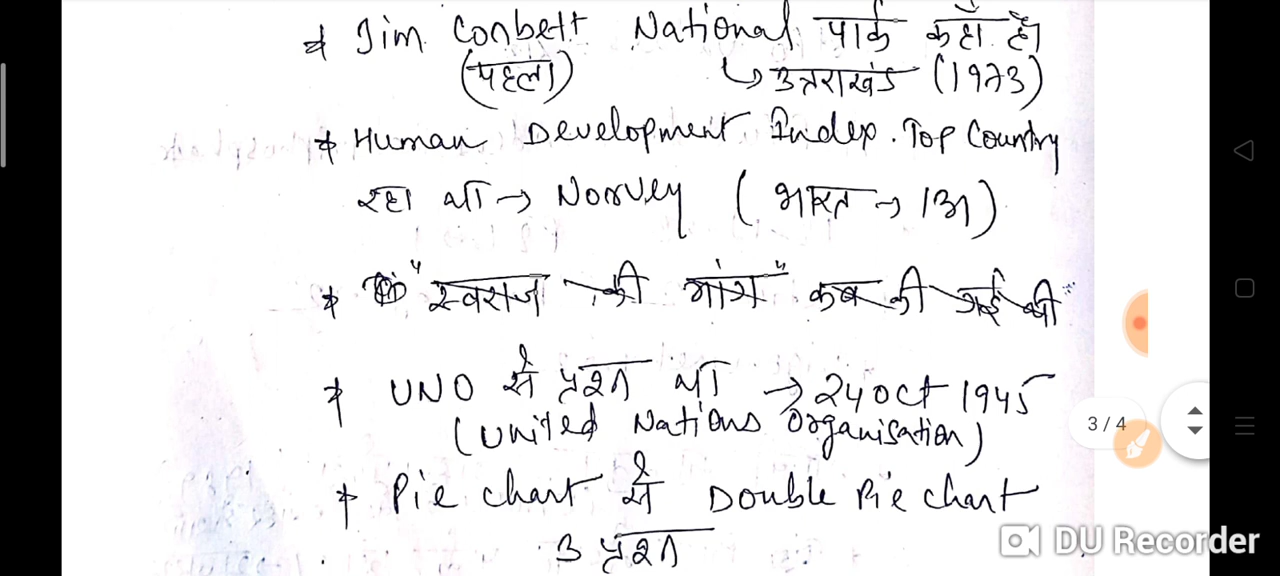 * Jim Corbett National पार्क कहाँ है।
(पहला) ↳ उत्तराखंड (1973)
* Human Development Index. Top Country
रहा था → Norvey ( भारत → 131)
* "स्वराज की मांग" कब की गई थी
* UNO से प्रश्न था → 24 Oct 1945
(United Nations Organisation)
3 / 4
* Pie chart से Double Pie chart
3 प्रश्न
DU Recorder